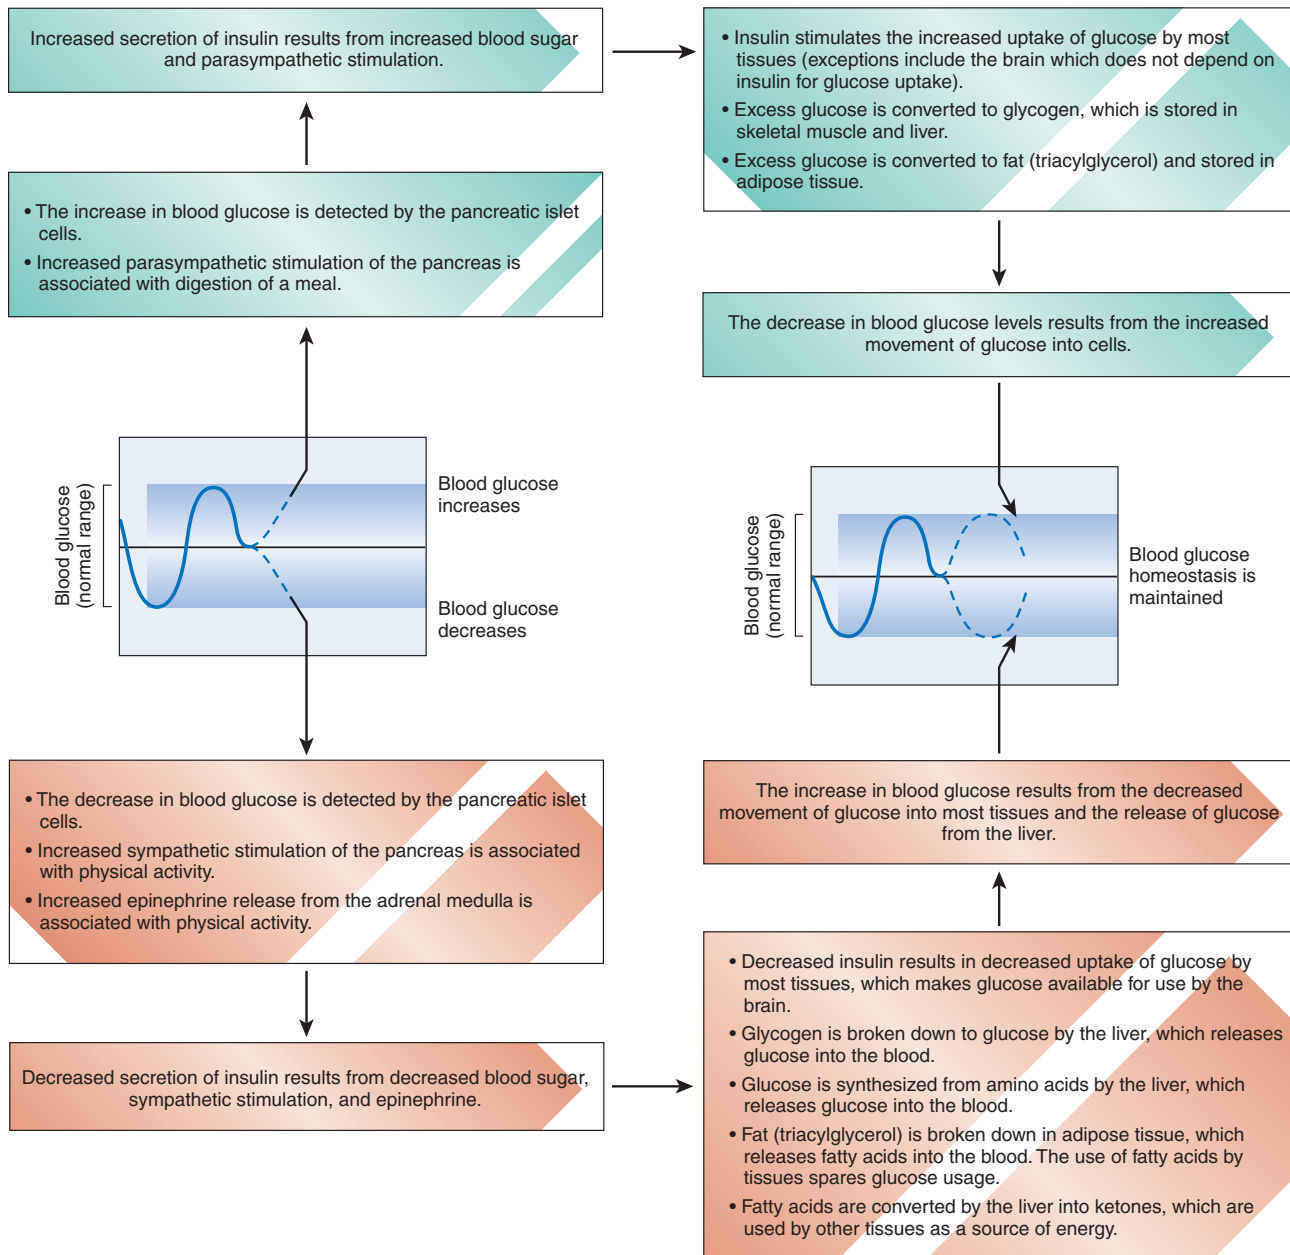 Increased secretion of insulin results from increased blood sugar
and parasympathetic stimulation.
• Insulin stimulates the increased uptake of glucose by most
tissues (exceptions include the brain which does not depend on
insulin for glucose uptake).
• Excess glucose is converted to glycogen, which is stored in
skeletal muscle and liver.
• Excess glucose is converted to fat (triacylglycerol) and stored in
adipose tissue.
• The increase in blood glucose is detected by the pancreatic islet
cells.
• Increased parasympathetic stimulation of the pancreas is
associated with digestion of a meal.
The decrease in blood glucose levels results from the increased
movement of glucose into cells.
Blood glucose
(normal range)
Blood glucose
increases
Blood glucose
decreases
Blood glucose
(normal range)
Blood glucose
homeostasis is
maintained
• The decrease in blood glucose is detected by the pancreatic islet
cells.
• Increased sympathetic stimulation of the pancreas is associated
with physical activity.
• Increased epinephrine release from the adrenal medulla is
associated with physical activity.
The increase in blood glucose results from the decreased
movement of glucose into most tissues and the release of glucose
from the liver.
Decreased secretion of insulin results from decreased blood sugar,
sympathetic stimulation, and epinephrine.
• Decreased insulin results in decreased uptake of glucose by
most tissues, which makes glucose available for use by the
brain.
• Glycogen is broken down to glucose by the liver, which releases
glucose into the blood.
• Glucose is synthesized from amino acids by the liver, which
releases glucose into the blood.
• Fat (triacylglycerol) is broken down in adipose tissue, which
releases fatty acids into the blood. The use of fatty acids by
tissues spares glucose usage.
• Fatty acids are converted by the liver into ketones, which are
used by other tissues as a source of energy.